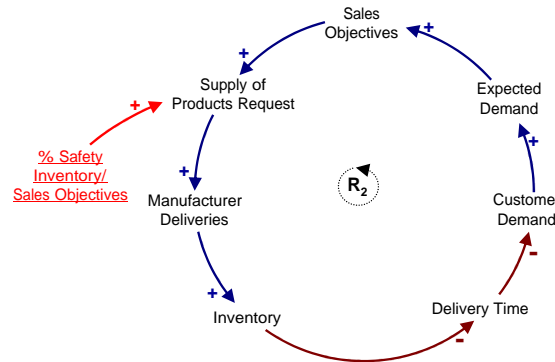 Sales
Objectives
+
+
Supply of
Products Request
Expected
Demand
+
% Safety
Inventory/
Sales Objectives
+
+
R2
Manufacturer
Deliveries
Custome
Demand
-
+
Delivery Time
Inventory
-